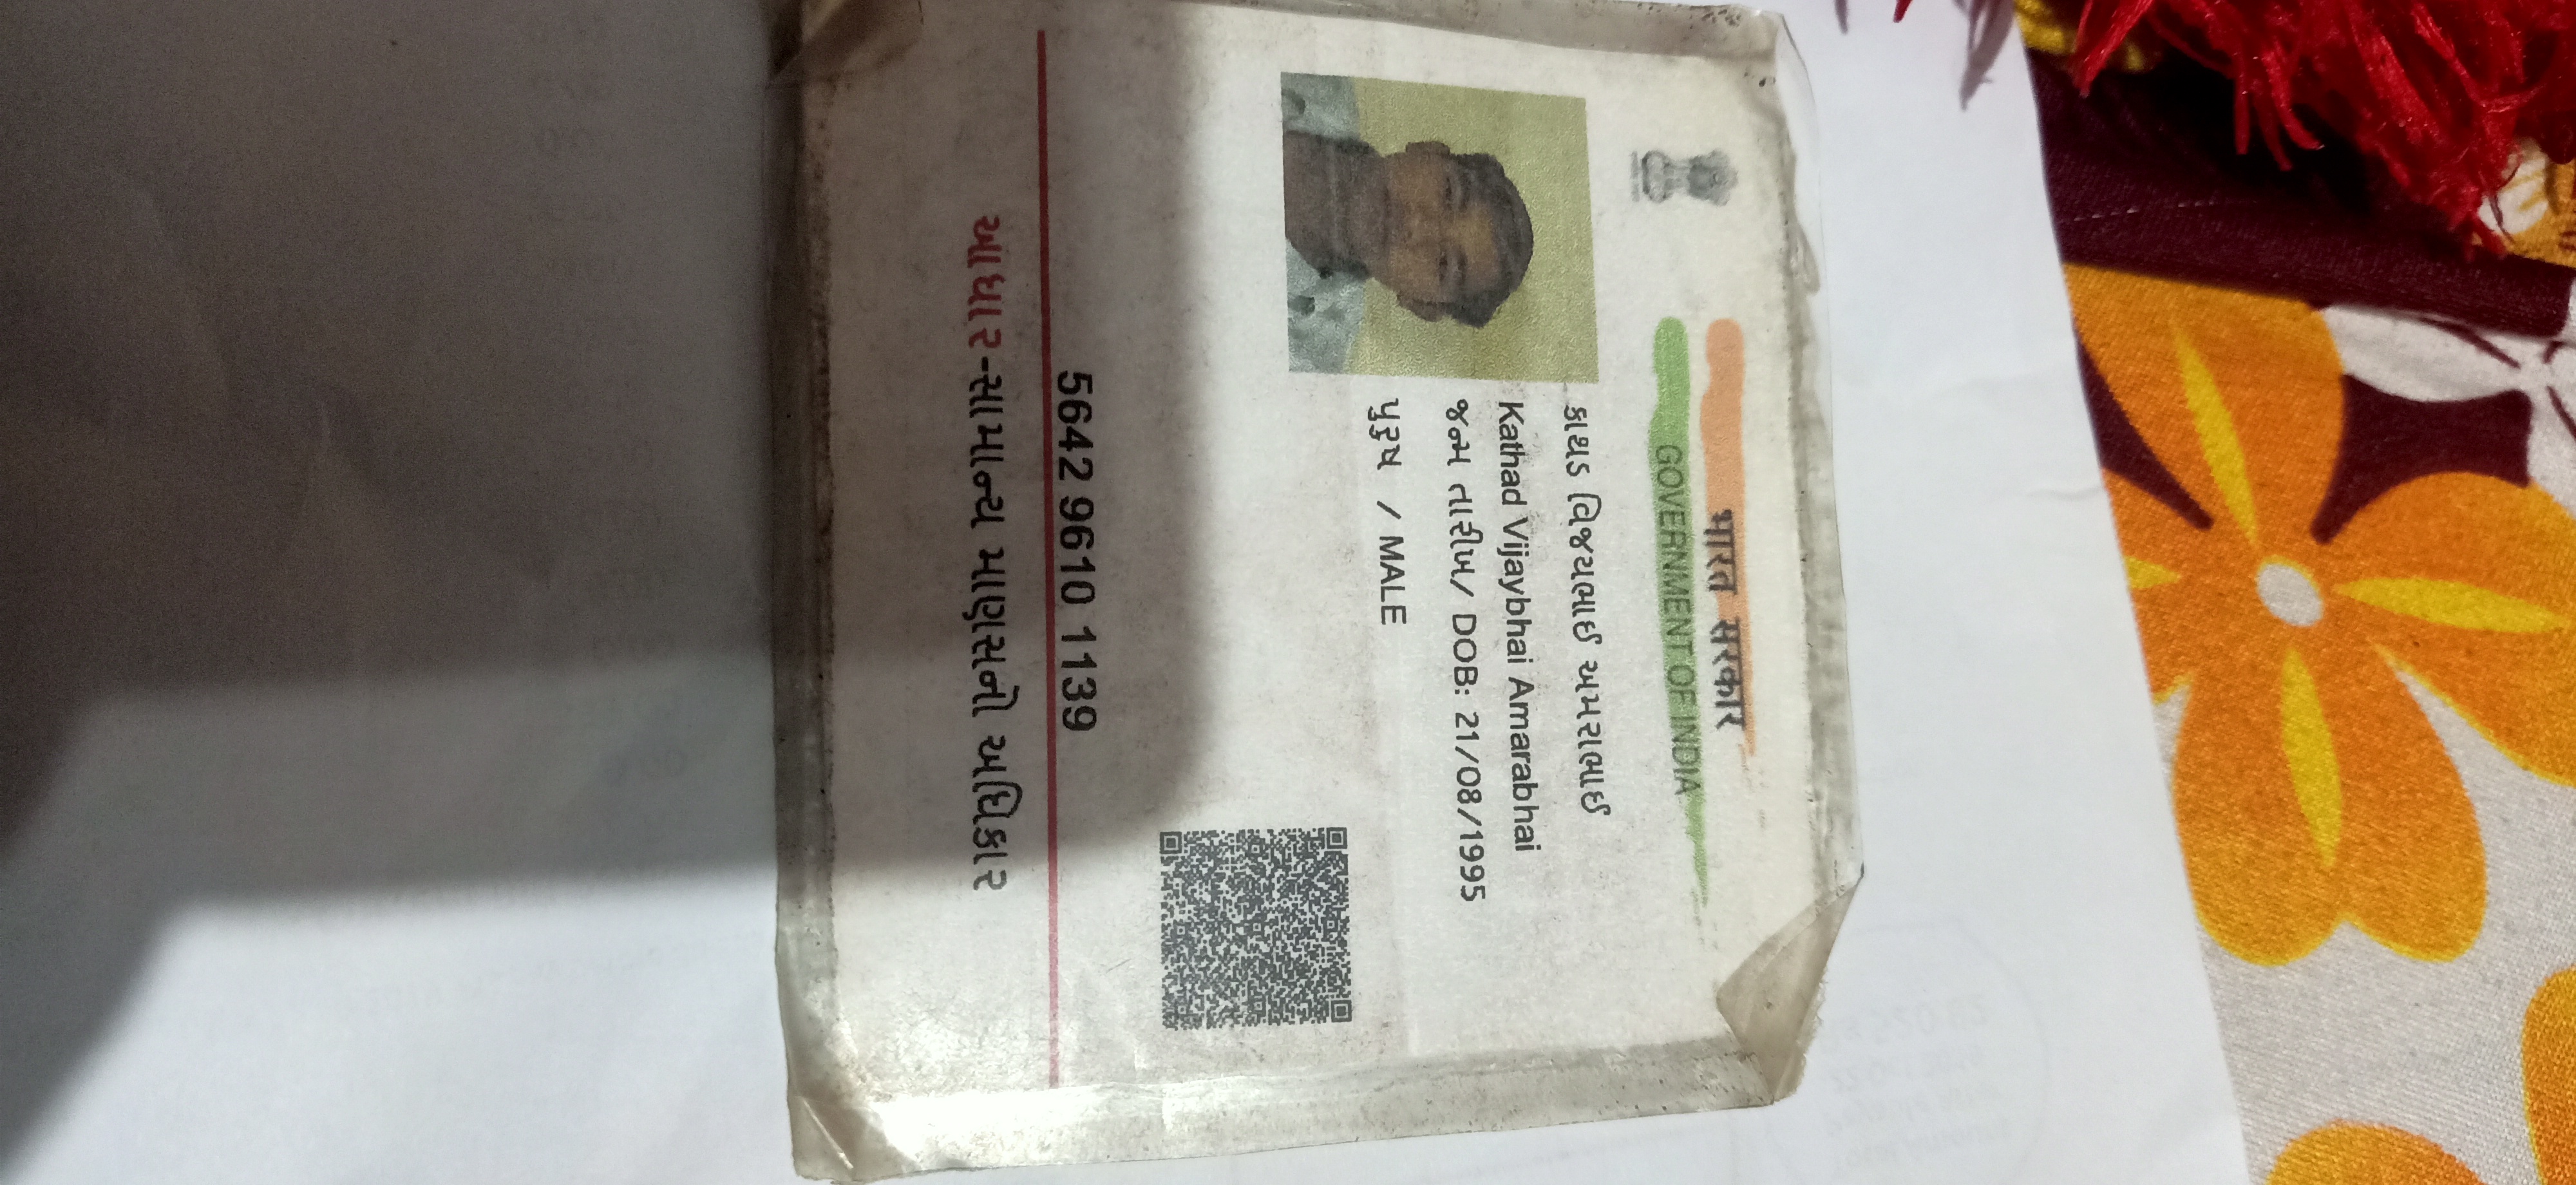 भारत सरकार
GOVERNMENT OF INDIA
કાથડ વિજયભાઈ અમરાભાઈ
Kathad Vijaybhai Amarabhai
જન્મ તારીખ/ DOB: 21/08/1995
પુરુષ / MALE
5642 9610 1139
આધાર-સામાન્ય માણસનો અધિકાર